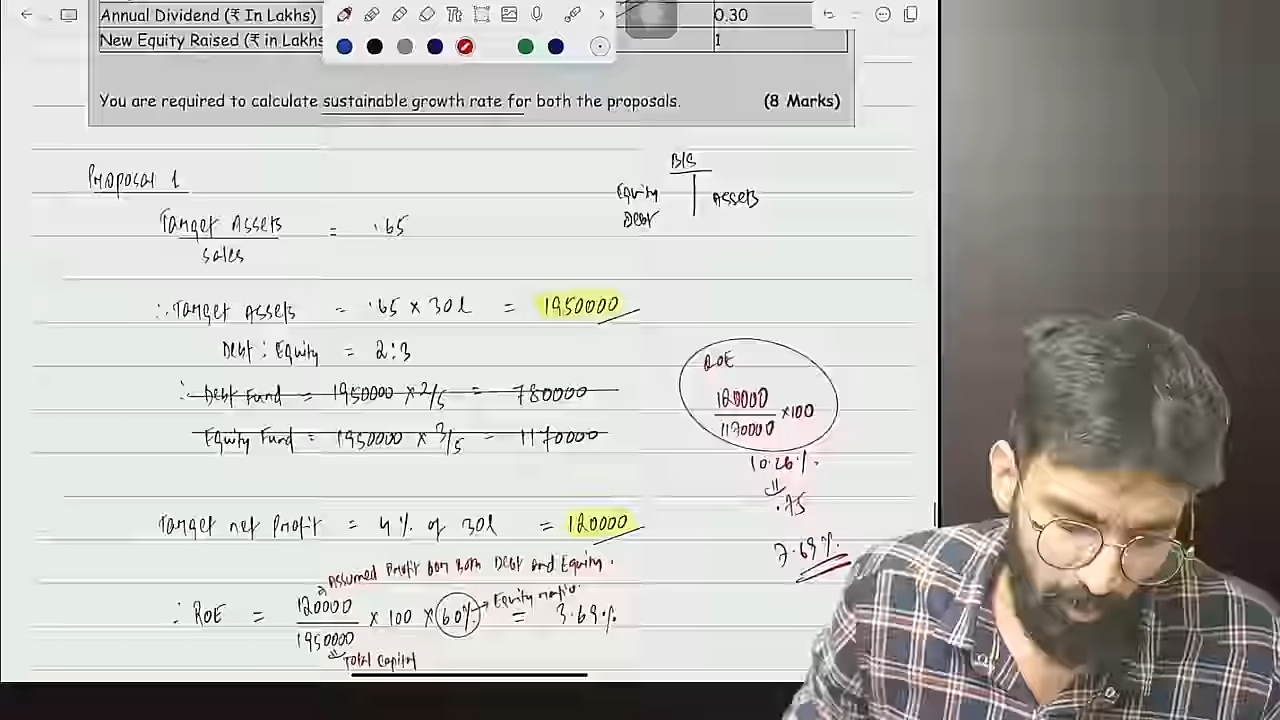 Annual Dividend (₹ In Lakhs) 0.30
New Equity Raised (₹ in Lakhs 1
You are required to calculate sustainable growth rate for both the proposals. (8 Marks)
Proposal 1
B/S
Equity Assets
Debt
Target Assets = .65
Sales
∴ Target Assets = .65 × 30l = 1950000
Debt : Equity = 2:3
∴ Debt Fund = 1950000 × 2/5 = 780000
Equity Fund = 1950000 × 3/5 = 1170000
ROE
120000
1170000 ×100
10.26%.
.75
7.69%.
Target net Profit = 4% of 30l = 120000
Assumed Profit for Both Debt and Equity.
∴ ROE = 120000 × 100 × 60% → Equity ratio. = 3.69%
1950000
Total Capital